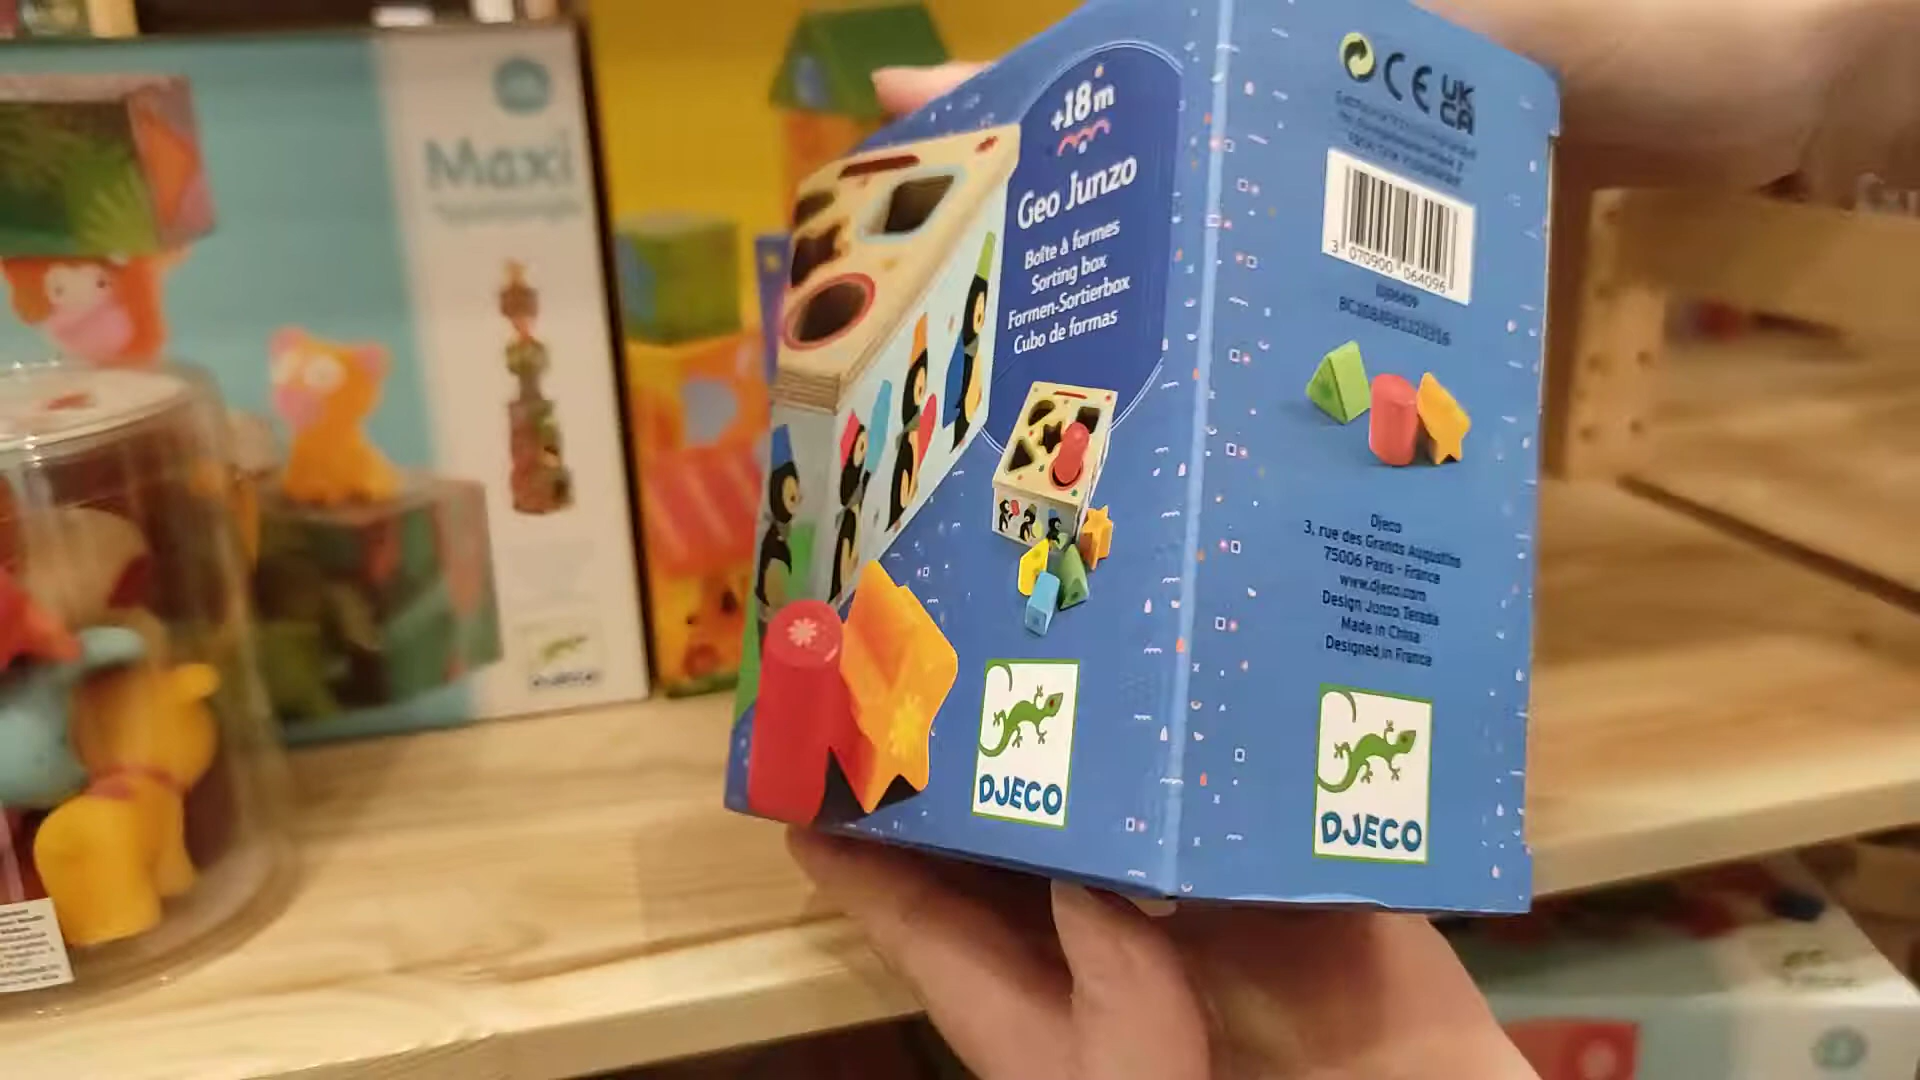 Maxi
+18m
Geo Junzo
Boîte à formes
Sorting box
Formen-Sortierbox
Cubo de formas
DJECO
CE UK
CA
3 070900 064096
Djeco
3, rue des Grands Augustins
75006 Paris - France
www.djeco.com
Design Junzo Terada
Made in China
Designed in France
DJECO